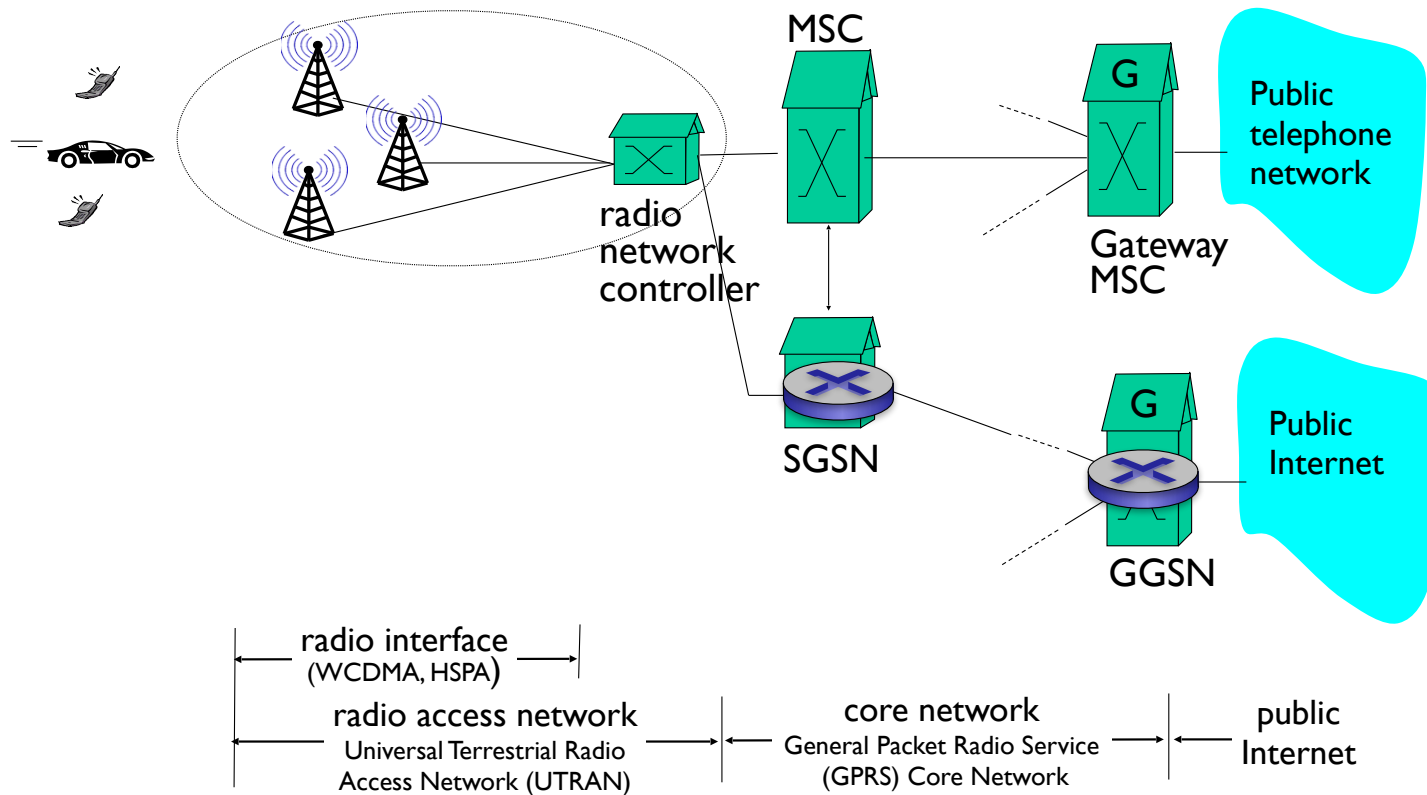 MSC
G
Public
telephone
network
radio
network
controller
Gateway
MSC
SGSN
G
GGSN
Public
Internet
radio interface
(WCDMA, HSPA)
radio access network
Universal Terrestrial Radio
Access Network (UTRAN)
core network
General Packet Radio Service
(GPRS) Core Network
public
Internet